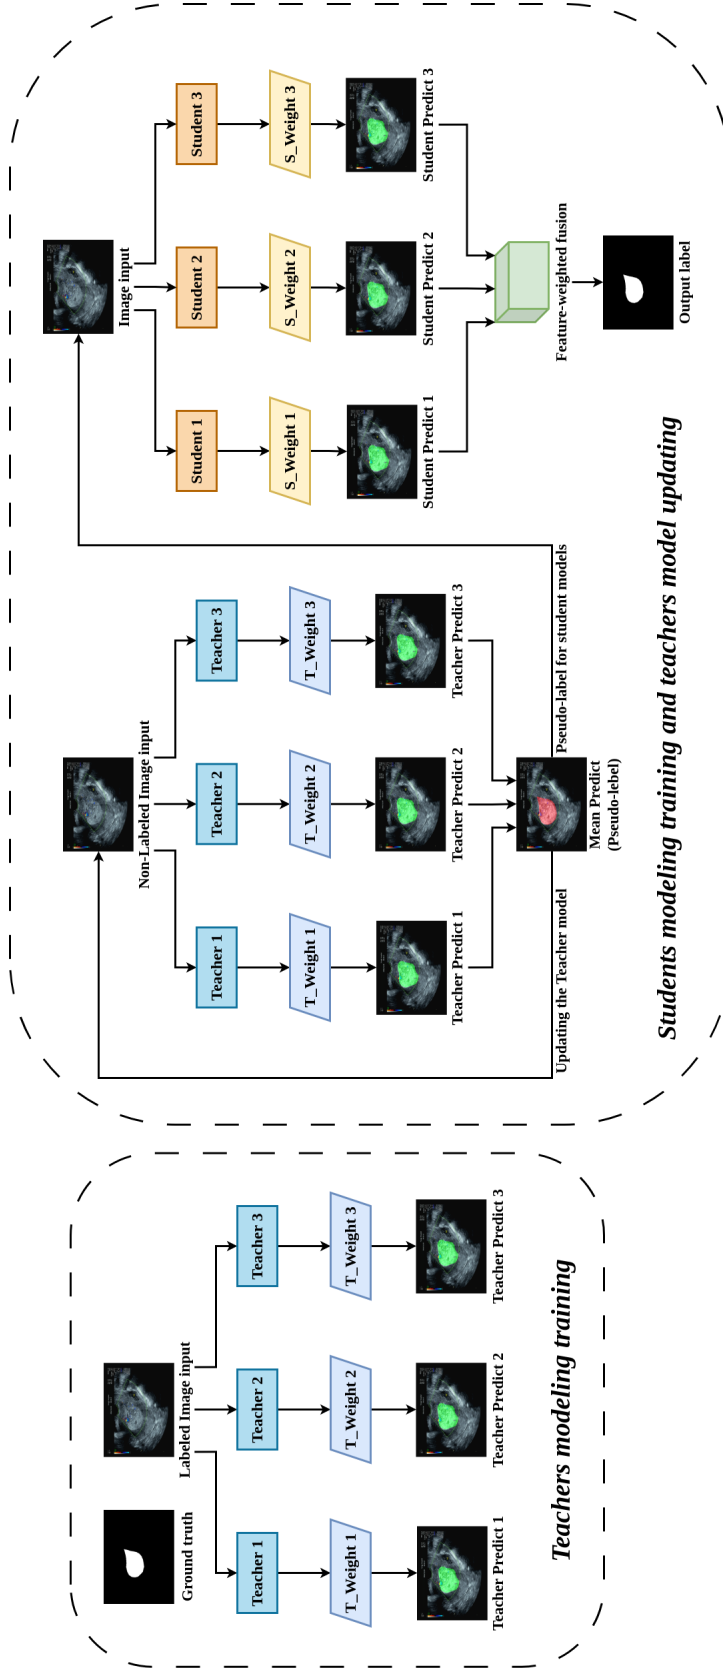 Ground truth
Labeled Image input
Teacher 1
Teacher 2
Teacher 3
T_Weight 1
T_Weight 2
T_Weight 3
Teacher Predict 1
Teacher Predict 2
Teacher Predict 3
Teachers modeling training
Non-Labeled Image input
Teacher 1
Teacher 2
Teacher 3
T_Weight 1
T_Weight 2
T_Weight 3
Teacher Predict 1
Teacher Predict 2
Teacher Predict 3
Updating the Teacher model
Mean Predict
(Pseudo-lebel)
Pseudo-label for student models
Image input
Student 1
Student 2
Student 3
S_Weight 1
S_Weight 2
S_Weight 3
Student Predict 1
Student Predict 2
Student Predict 3
Feature-weighted fusion
Output label
Students modeling training and teachers model updating